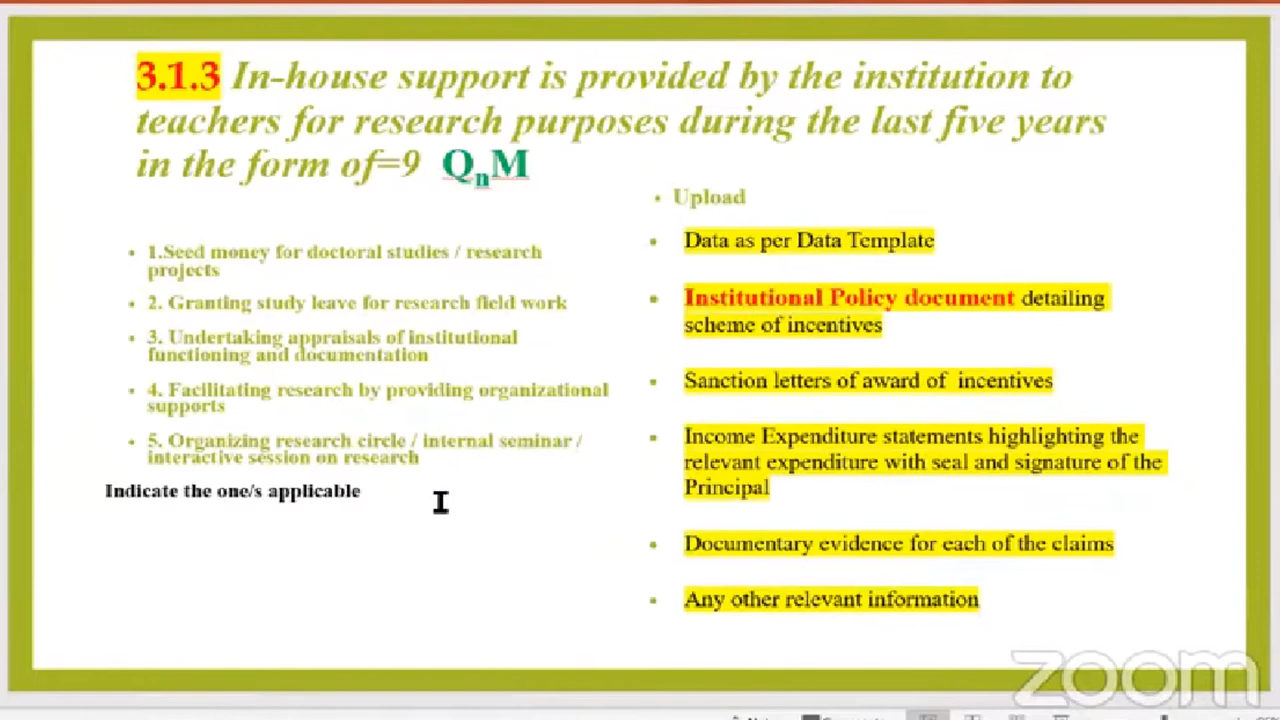 3.1.3 In-house support is provided by the institution to
teachers for research purposes during the last five years
in the form of=9 QnM
• 1.Seed money for doctoral studies / research
projects
• 2. Granting study leave for research field work
• 3. Undertaking appraisals of institutional
functioning and documentation
• 4. Facilitating research by providing organizational
supports
• 5. Organizing research circle / internal seminar /
interactive session on research
Indicate the one/s applicable
• Upload
• Data as per Data Template
• Institutional Policy document detailing
scheme of incentives
• Sanction letters of award of incentives
• Income Expenditure statements highlighting the
relevant expenditure with seal and signature of the
Principal
• Documentary evidence for each of the claims
• Any other relevant information
zoom